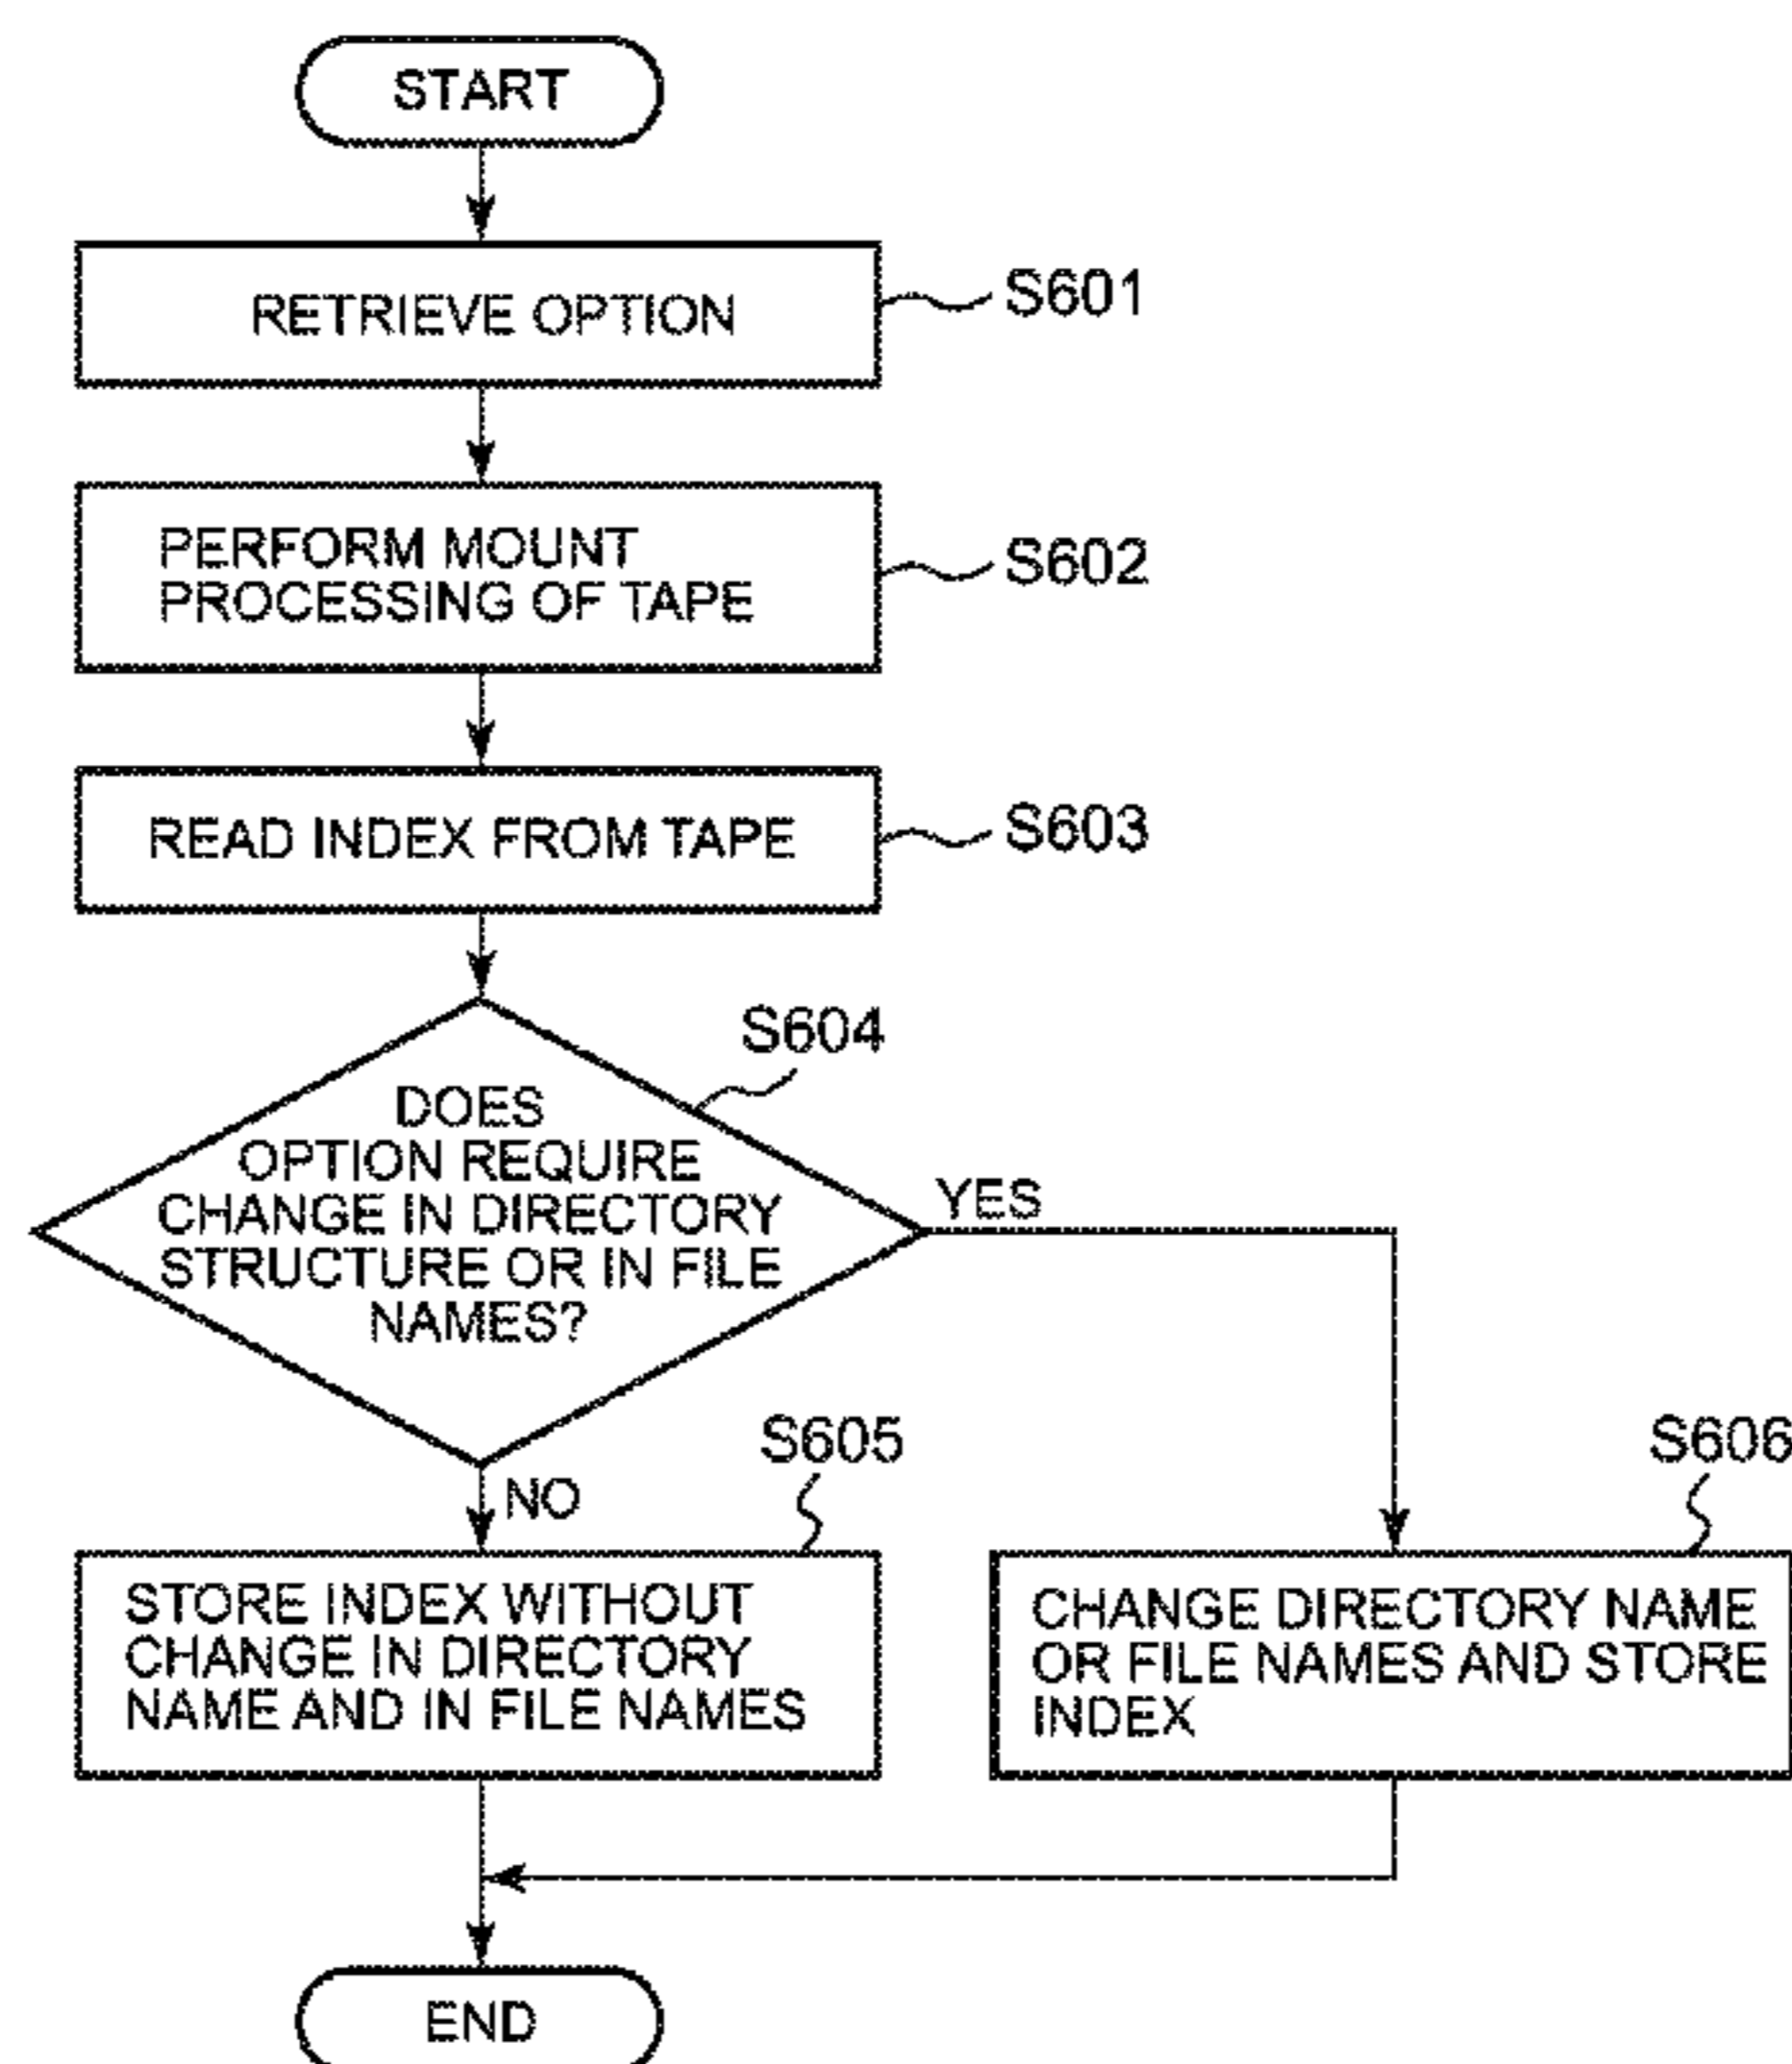 START
RETRIEVE OPTION
S601
PERFORM MOUNT
PROCESSING OF TAPE
S602
READ INDEX FROM TAPE
S603
S604
DOES
OPTION REQUIRE
CHANGE IN DIRECTORY
STRUCTURE OR IN FILE
NAMES?
YES
NO
S605
STORE INDEX WITHOUT
CHANGE IN DIRECTORY
NAME AND IN FILE NAMES
S606
CHANGE DIRECTORY NAME
OR FILE NAMES AND STORE
INDEX
END